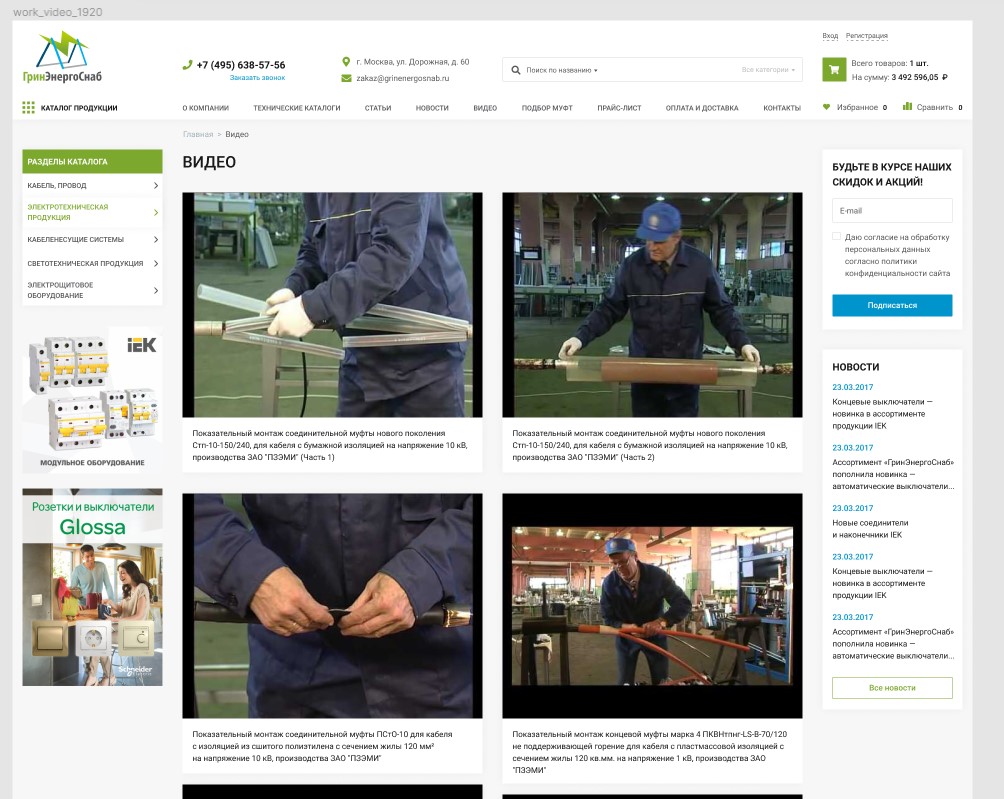 work_video_1920
Вход Регистрация
ГринЭнергоСнаб
+7 (495) 638-57-56
Заказать звонок
г. Москва, ул. Дорожная, д. 60
zakaz@grinenergosnab.ru
Поиск по названию
Все категории
Всего товаров: 1 шт.
На сумму: 3 492 596,05 ₽
КАТАЛОГ ПРОДУКЦИИ
О КОМПАНИИ ТЕХНИЧЕСКИЕ КАТАЛОГИ СТАТЬИ НОВОСТИ ВИДЕО ПОДБОР МУФТ ПРАЙС-ЛИСТ ОПЛАТА И ДОСТАВКА КОНТАКТЫ
Избранное 0 Сравнить 0
Главная > Видео
РАЗДЕЛЫ КАТАЛОГА
КАБЕЛЬ, ПРОВОД
ЭЛЕКТРОТЕХНИЧЕСКАЯ
ПРОДУКЦИЯ
КАБЕЛЕНЕСУЩИЕ СИСТЕМЫ
СВЕТОТЕХНИЧЕСКАЯ ПРОДУКЦИЯ
ЭЛЕКТРОЩИТОВОЕ
ОБОРУДОВАНИЕ
iEK
МОДУЛЬНОЕ ОБОРУДОВАНИЕ
Розетки и выключатели
Glossa
Schneider
Electric
ВИДЕО
Показательный монтаж соединительной муфты нового поколения
Стп-10-150/240, для кабеля с бумажной изоляцией на напряжение 10 кВ,
производства ЗАО "ПЗЭМИ" (Часть 1)
Показательный монтаж соединительной муфты нового поколения
Стп-10-150/240, для кабеля с бумажной изоляцией на напряжение 10 кВ,
производства ЗАО "ПЗЭМИ" (Часть 2)
Показательный монтаж соединительной муфты ПСтО-10 для кабеля
с изоляцией из сшитого полиэтилена с сечением жилы 120 мм²
на напряжение 10 кВ, производства ЗАО "ПЗЭМИ"
Показательный монтаж концевой муфты марка 4 ПКВНтпнг-LS-В-70/120
не поддерживающей горение для кабеля с пластмассовой изоляцией с
сечением жилы 120 кв.мм. на напряжение 1 кВ, производства ЗАО
"ПЗЭМИ"
БУДЬТЕ В КУРСЕ НАШИХ
СКИДОК И АКЦИЙ!
E-mail
Даю согласие на обработку
персональных данных
согласно политики
конфиденциальности сайта
Подписаться
НОВОСТИ
23.03.2017
Концевые выключатели —
новинка в ассортименте
продукции IEK
23.03.2017
Ассортимент «ГринЭнергоСнаб»
пополнила новинка —
автоматические выключатели...
23.03.2017
Новые соединители
и наконечники IEK
23.03.2017
Концевые выключатели —
новинка в ассортименте
продукции IEK
23.03.2017
Ассортимент «ГринЭнергоСнаб»
пополнила новинка —
автоматические выключатели...
Все новости